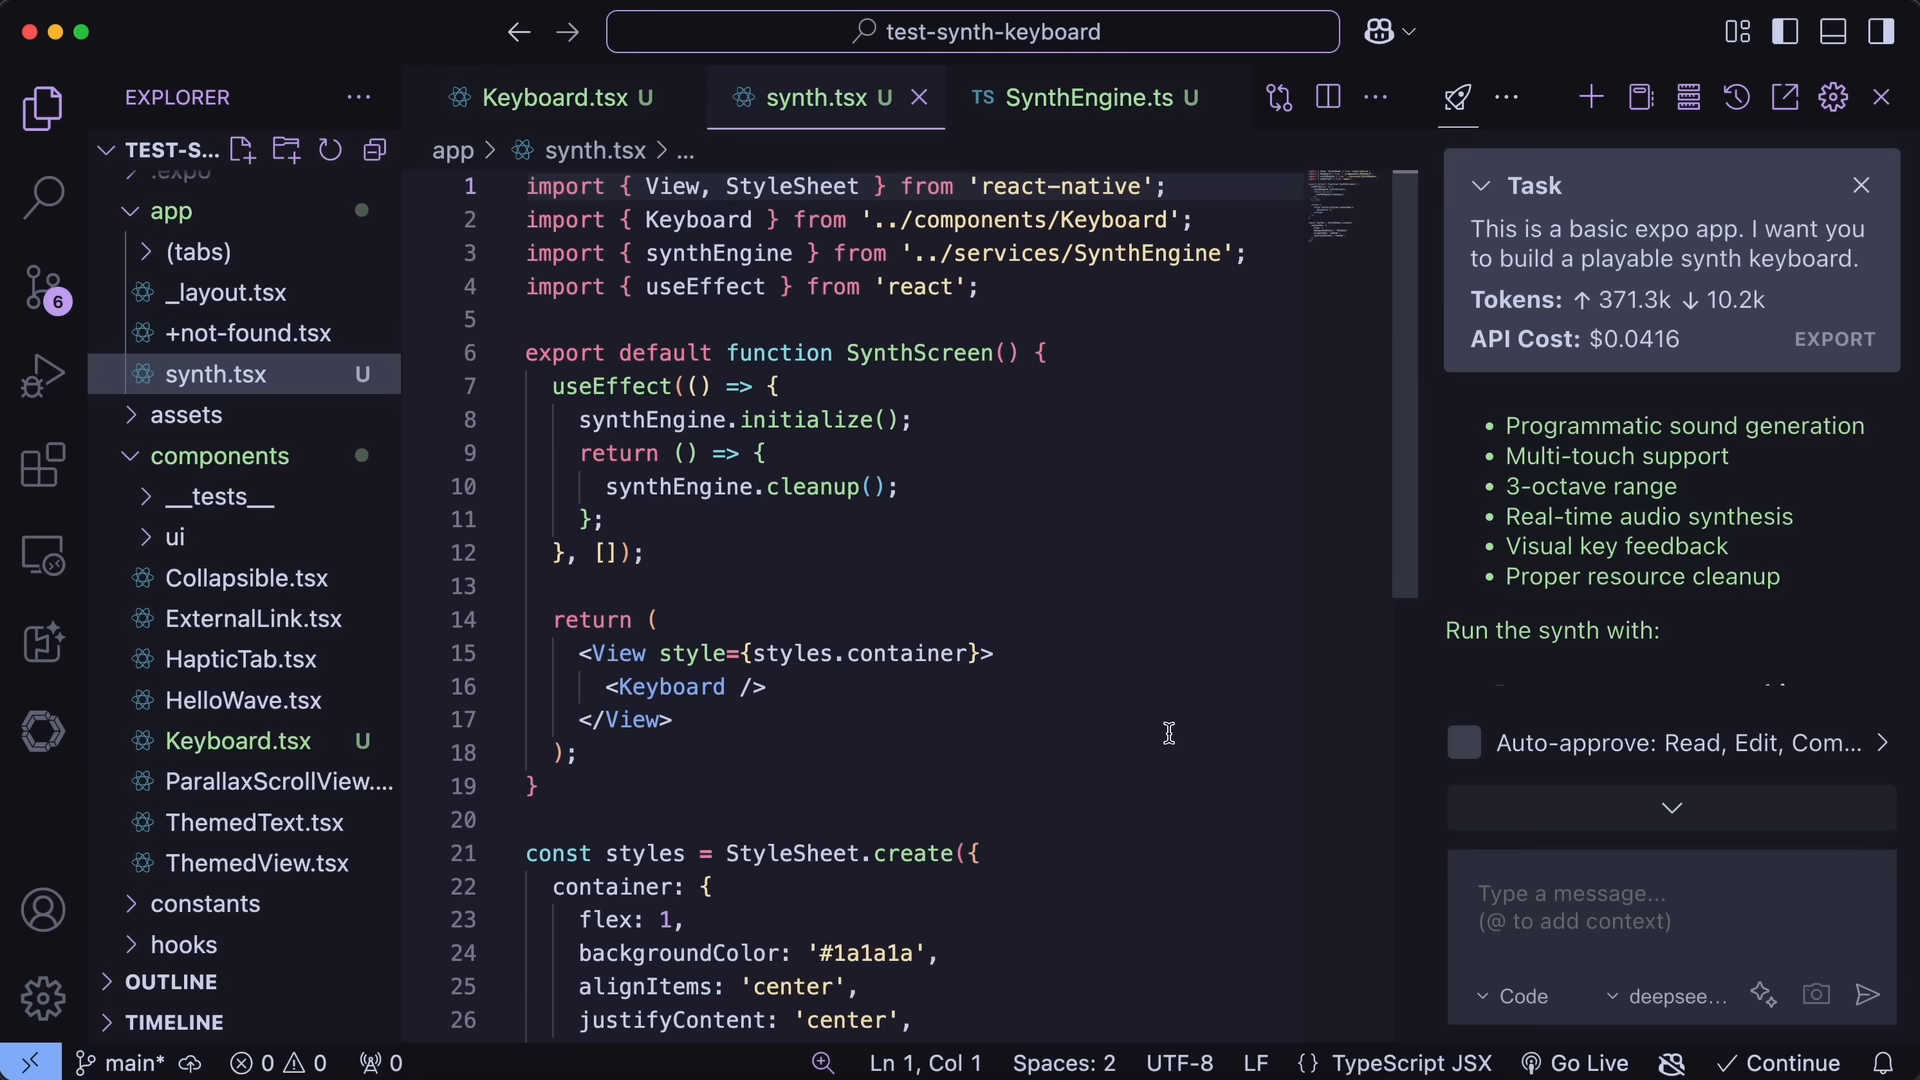 test-synth-keyboard
EXPLORER
Keyboard.tsx U
synth.tsx U
TS SynthEngine.ts U
TEST-S...
.expo
app
(tabs)
_layout.tsx
+not-found.tsx
synth.tsx U
assets
components
__tests__
ui
Collapsible.tsx
ExternalLink.tsx
HapticTab.tsx
HelloWave.tsx
Keyboard.tsx U
ParallaxScrollView....
ThemedText.tsx
ThemedView.tsx
constants
hooks
OUTLINE
TIMELINE
6
app > synth.tsx > ...
1 import { View, StyleSheet } from 'react-native';
2 import { Keyboard } from '../components/Keyboard';
3 import { synthEngine } from '../services/SynthEngine';
4 import { useEffect } from 'react';
5
6 export default function SynthScreen() {
7 useEffect(() => {
8 synthEngine.initialize();
9 return () => {
10 synthEngine.cleanup();
11 };
12 }, []);
13
14 return (
15 <View style={styles.container}>
16 <Keyboard />
17 </View>
18 );
19 }
20
21 const styles = StyleSheet.create({
22 container: {
23 flex: 1,
24 backgroundColor: '#1a1a1a',
25 alignItems: 'center',
26 justifyContent: 'center',
Task
This is a basic expo app. I want you
to build a playable synth keyboard.
Tokens: ↑ 371.3k ↓ 10.2k
API Cost: $0.0416 EXPORT
• Programmatic sound generation
• Multi-touch support
• 3-octave range
• Real-time audio synthesis
• Visual key feedback
• Proper resource cleanup
Run the synth with:
Auto-approve: Read, Edit, Com...
Type a message...
(@ to add context)
Code
deepsee...
main*
0
0
0
Ln 1, Col 1
Spaces: 2
UTF-8
LF
{} TypeScript JSX
Go Live
Continue